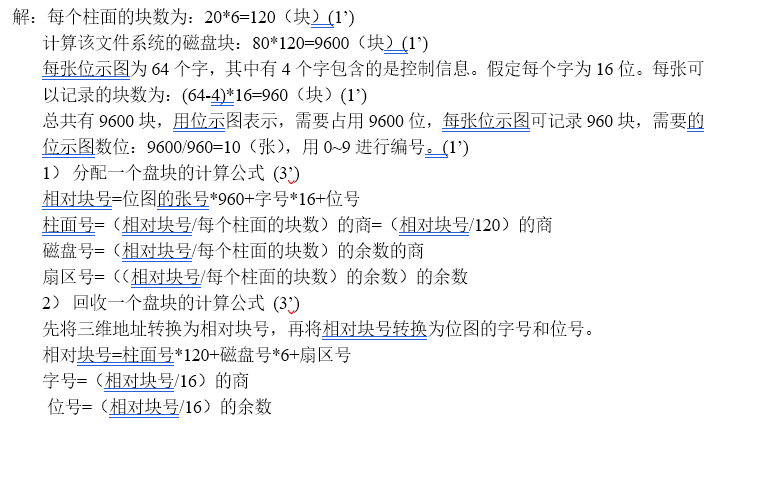 解：每个柱面的块数为：20*6=120（块）(1’)
计算该文件系统的磁盘块：80*120=9600（块）(1’)
每张位示图为 64 个字，其中有 4 个字包含的是控制信息。假定每个字为 16 位。每张可
以记录的块数为：(64-4)*16=960（块）(1’)
总共有 9600 块，用位示图表示，需要占用 9600 位，每张位示图可记录 960 块，需要的
位示图数位：9600/960=10（张），用 0~9 进行编号。(1’)
1） 分配一个盘块的计算公式 (3’)
相对块号=位图的张号*960+字号*16+位号
柱面号=（相对块号/每个柱面的块数）的商=（相对块号/120）的商
磁盘号=（相对块号/每个柱面的块数）的余数的商
扇区号=（（相对块号/每个柱面的块数）的余数）的余数
2） 回收一个盘块的计算公式 (3’)
先将三维地址转换为相对块号，再将相对块号转换为位图的字号和位号。
相对块号=柱面号*120+磁盘号*6+扇区号
字号=（相对块号/16）的商
位号=（相对块号/16）的余数